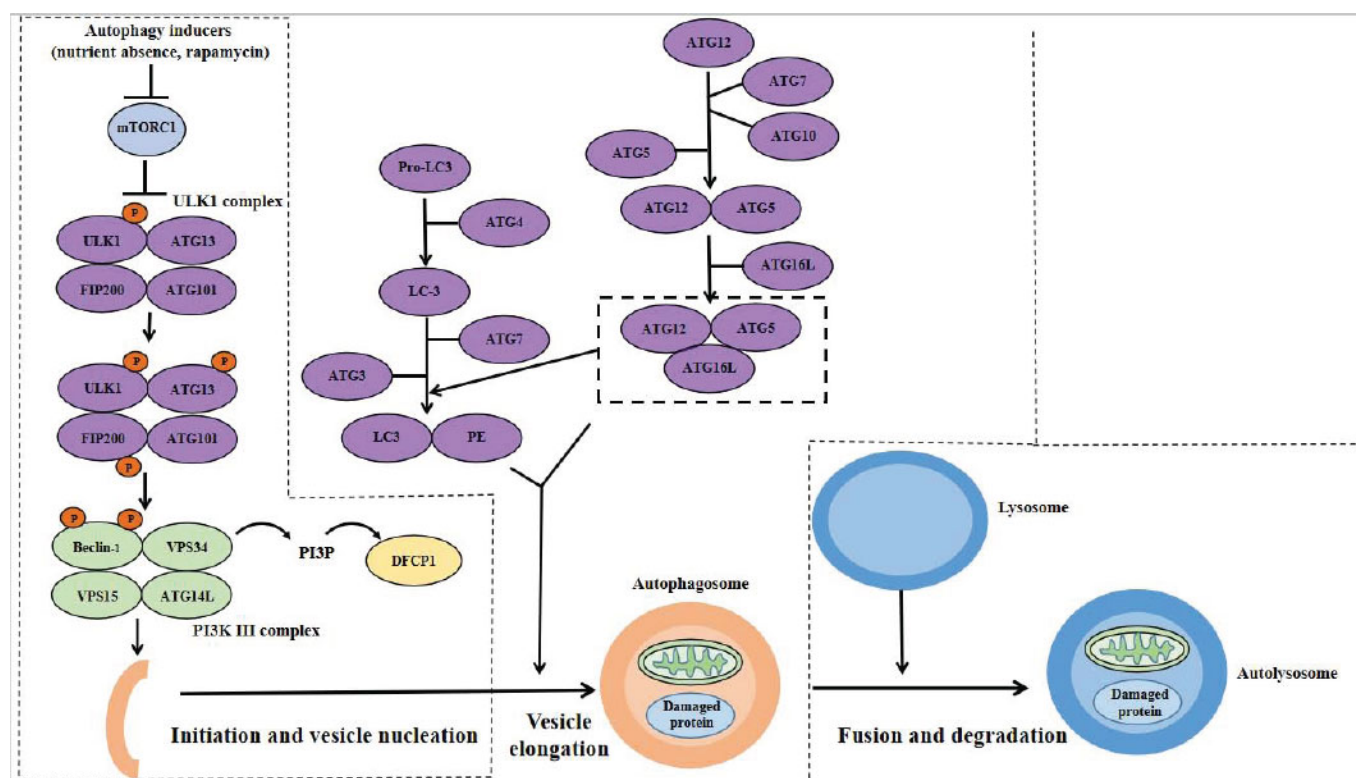 Autophagy inducers
(nutrient absence, rapamycin)
mTORC1
ULK1 complex
P
ULK1
ATG13
FIP200
ATG101
P
P
ULK1
ATG13
FIP200
ATG101
P
P
P
Beclin-1
VPS34
VPS15
ATG14L
PI3K III complex
PI3P
DFCP1
Pro-LC3
ATG4
LC-3
ATG7
ATG3
LC3
PE
ATG12
ATG7
ATG10
ATG5
ATG12
ATG5
ATG16L
ATG12
ATG5
ATG16L
Initiation and vesicle nucleation
Vesicle
elongation
Autophagosome
Damaged
protein
Lysosome
Fusion and degradation
Autolysosome
Damaged
protein